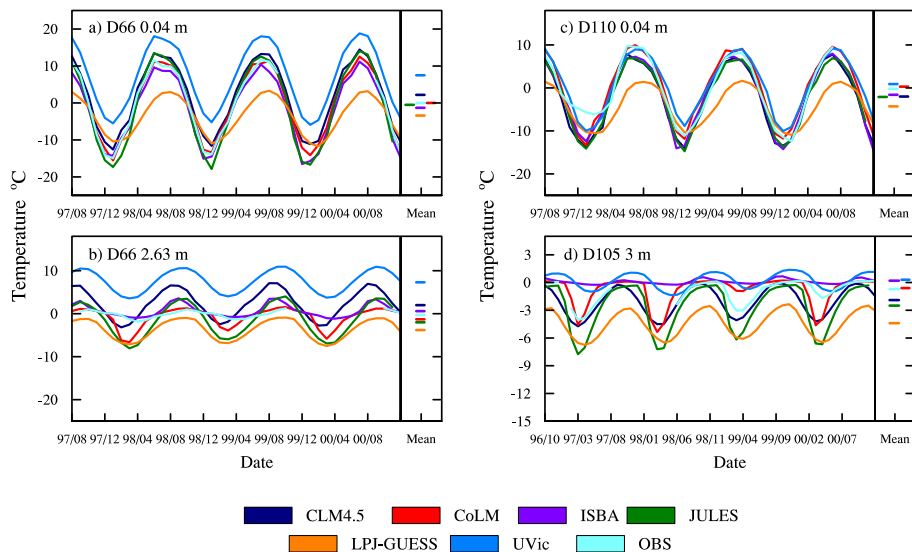 a) D66 0.04 m
20
10
0
-10
-20
97/08 97/12 98/04 98/08 98/12 99/04 99/08 99/12 00/04 00/08 Mean
c) D110 0.04 m
10
0
-10
-20
97/08 97/12 98/04 98/08 98/12 99/04 99/08 99/12 00/04 00/08 Mean
Temperature °C
Temperature °C
b) D66 2.63 m
10
0
-10
-20
97/08 97/12 98/04 98/08 98/12 99/04 99/08 99/12 00/04 00/08 Mean
Date
d) D105 3 m
3
0
-3
-6
-9
-12
-15
96/10 97/03 97/08 98/01 98/06 98/11 99/04 99/09 00/02 00/07 Mean
Date
CLM4.5 CoLM ISBA JULES
LPJ-GUESS UVic OBS